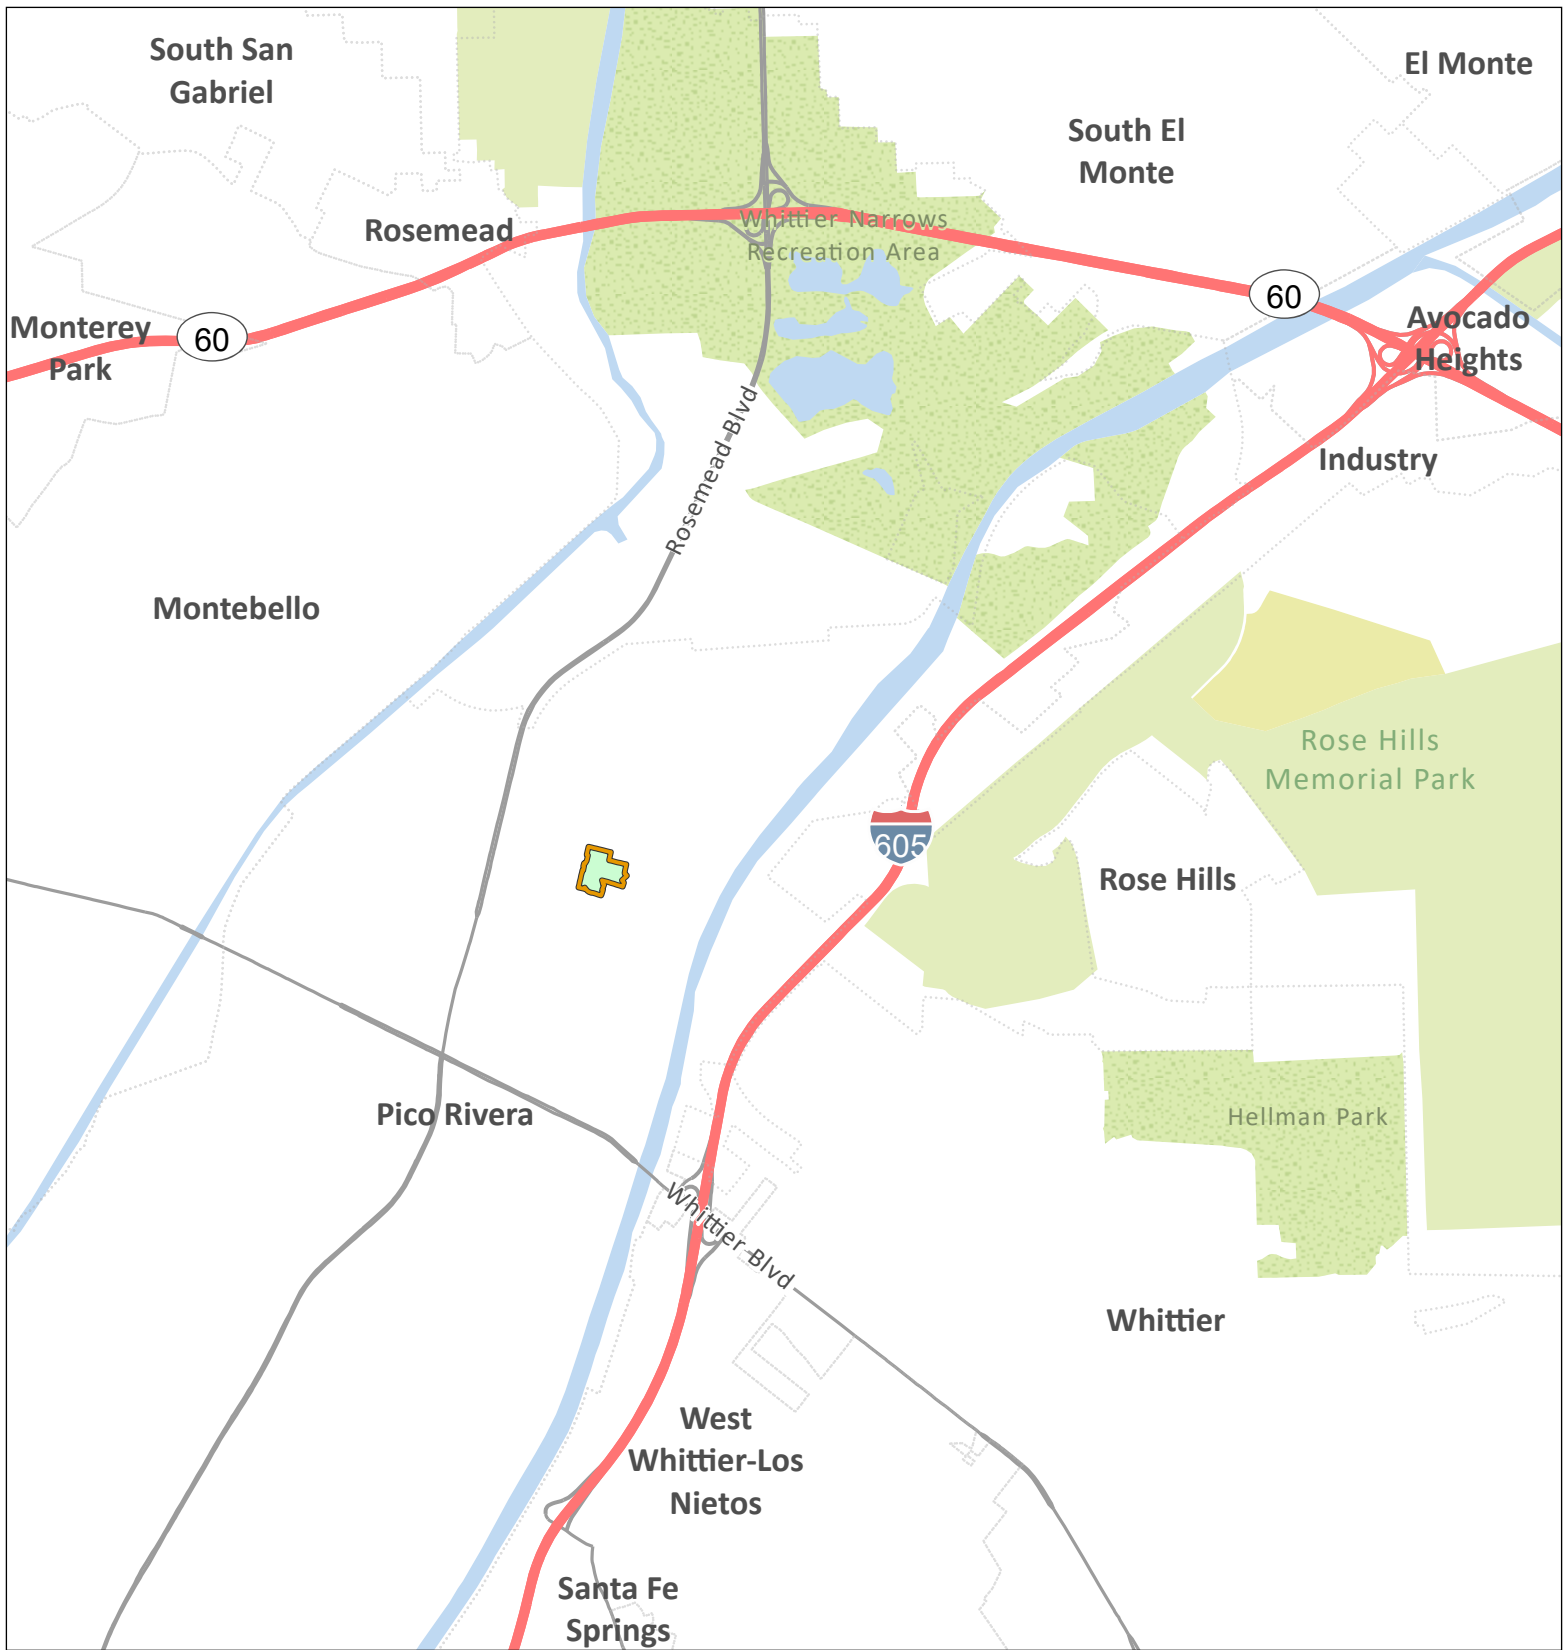 South San
Gabriel
El Monte
South El
Monte
Rosemead
Whittier Narrows
Recreation Area
60
60
Monterey
Park
Avocado
Heights
Rosemead Blvd
Industry
Montebello
Rose Hills
Memorial Park
605
Rose Hills
Pico Rivera
Hellman Park
Whittier Blvd
Whittier
West
Whittier-Los
Nietos
Santa Fe
Springs